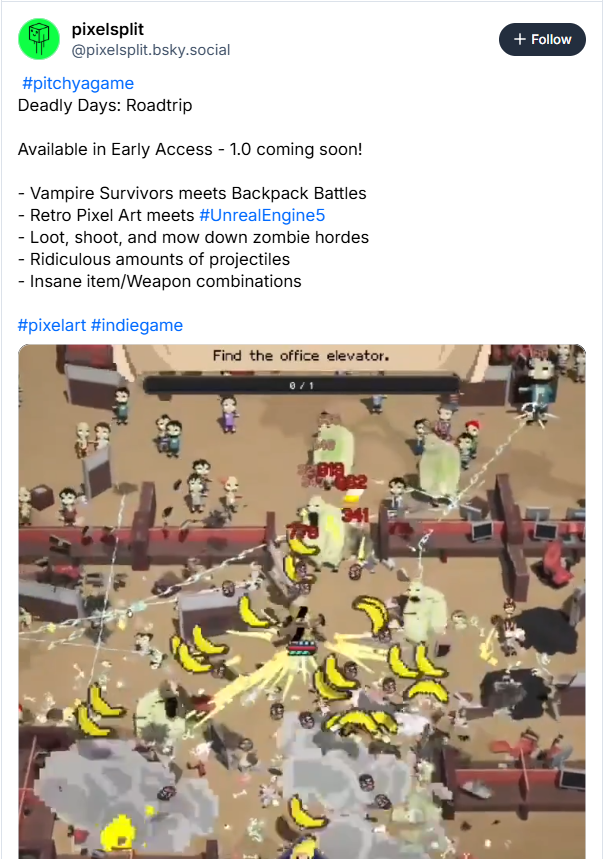 pixelsplit
@pixelsplit.bsky.social
+ Follow
#pitchyagame
Deadly Days: Roadtrip
Available in Early Access - 1.0 coming soon!
- Vampire Survivors meets Backpack Battles
- Retro Pixel Art meets #UnrealEngine5
- Loot, shoot, and mow down zombie hordes
- Ridiculous amounts of projectiles
- Insane item/Weapon combinations
#pixelart #indiegame
Find the office elevator.
0 / 1
341